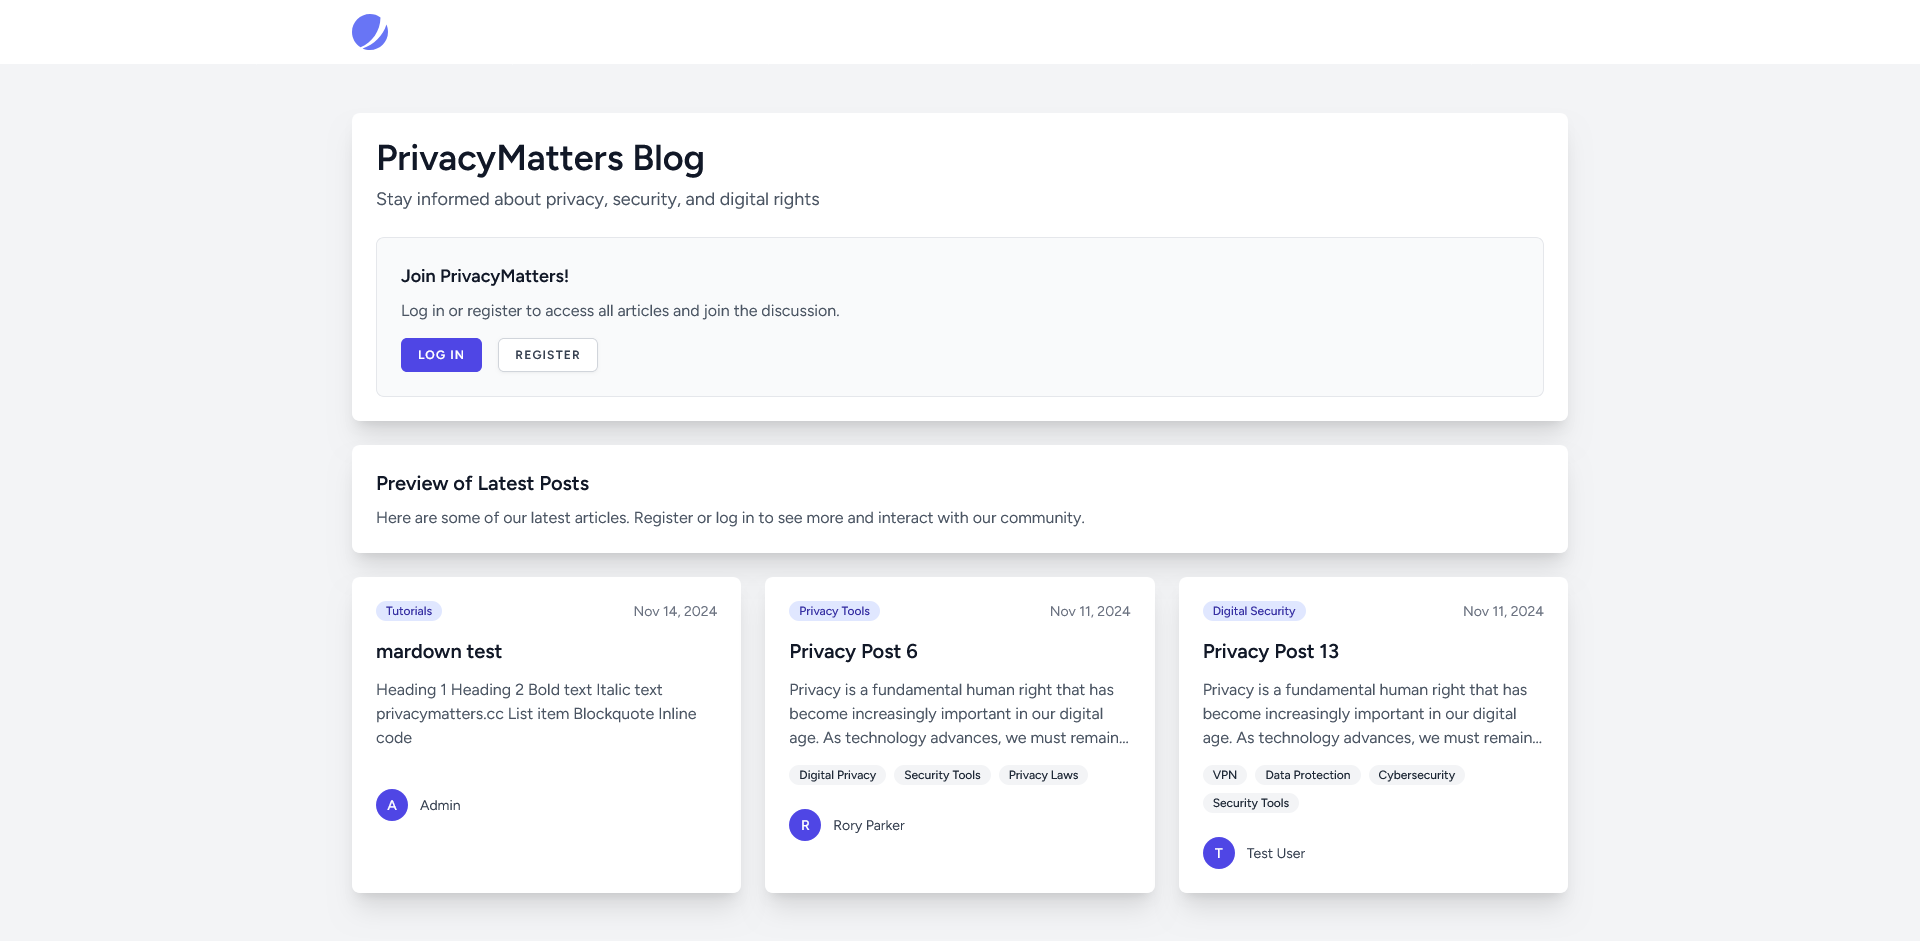 PrivacyMatters Blog
Stay informed about privacy, security, and digital rights
Join PrivacyMatters!
Log in or register to access all articles and join the discussion.
LOG IN
REGISTER
Preview of Latest Posts
Here are some of our latest articles. Register or log in to see more and interact with our community.
Tutorials
Nov 14, 2024
mardown test
Heading 1 Heading 2 Bold text Italic text
privacymatters.cc List item Blockquote Inline
code
A
Admin
Privacy Tools
Nov 11, 2024
Privacy Post 6
Privacy is a fundamental human right that has
become increasingly important in our digital
age. As technology advances, we must remain...
Digital Privacy
Security Tools
Privacy Laws
R
Rory Parker
Digital Security
Nov 11, 2024
Privacy Post 13
Privacy is a fundamental human right that has
become increasingly important in our digital
age. As technology advances, we must remain...
VPN
Data Protection
Cybersecurity
Security Tools
T
Test User